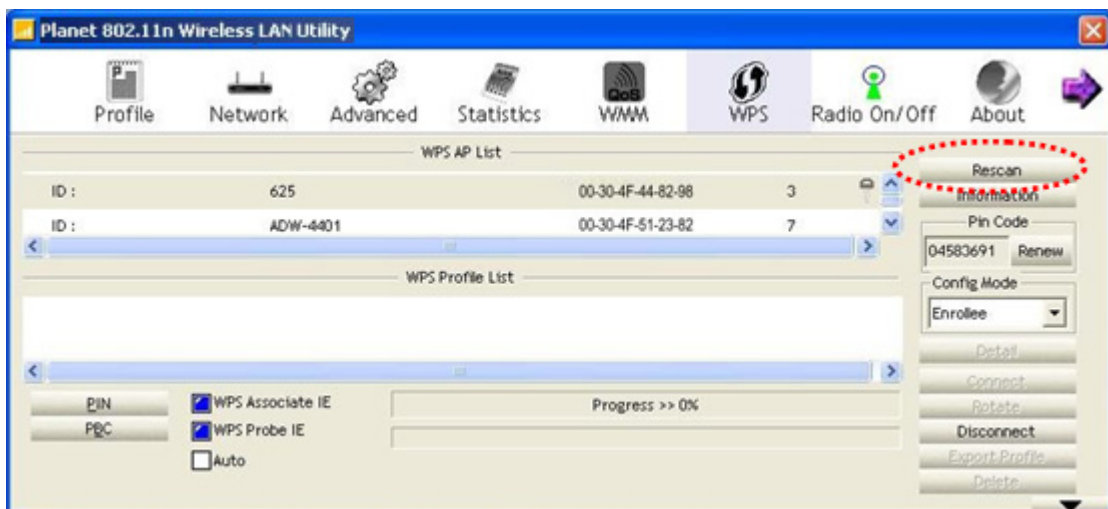 Planet 802.11n Wireless LAN Utility
Profile Network Advanced Statistics QoS WMM WPS Radio On/Off About
WPS AP List
Rescan
ID : 625 00-30-4F-44-82-98 3
Information
ID : ADW-4401 00-30-4F-51-23-82 7
Pin Code
04583691 Renew
WPS Profile List
Config Mode
Enrollee
Detail
Connect
PIN WPS Associate IE Progress >> 0%
Rotate
PBC WPS Probe IE
Disconnect
Auto
Export Profile
Delete